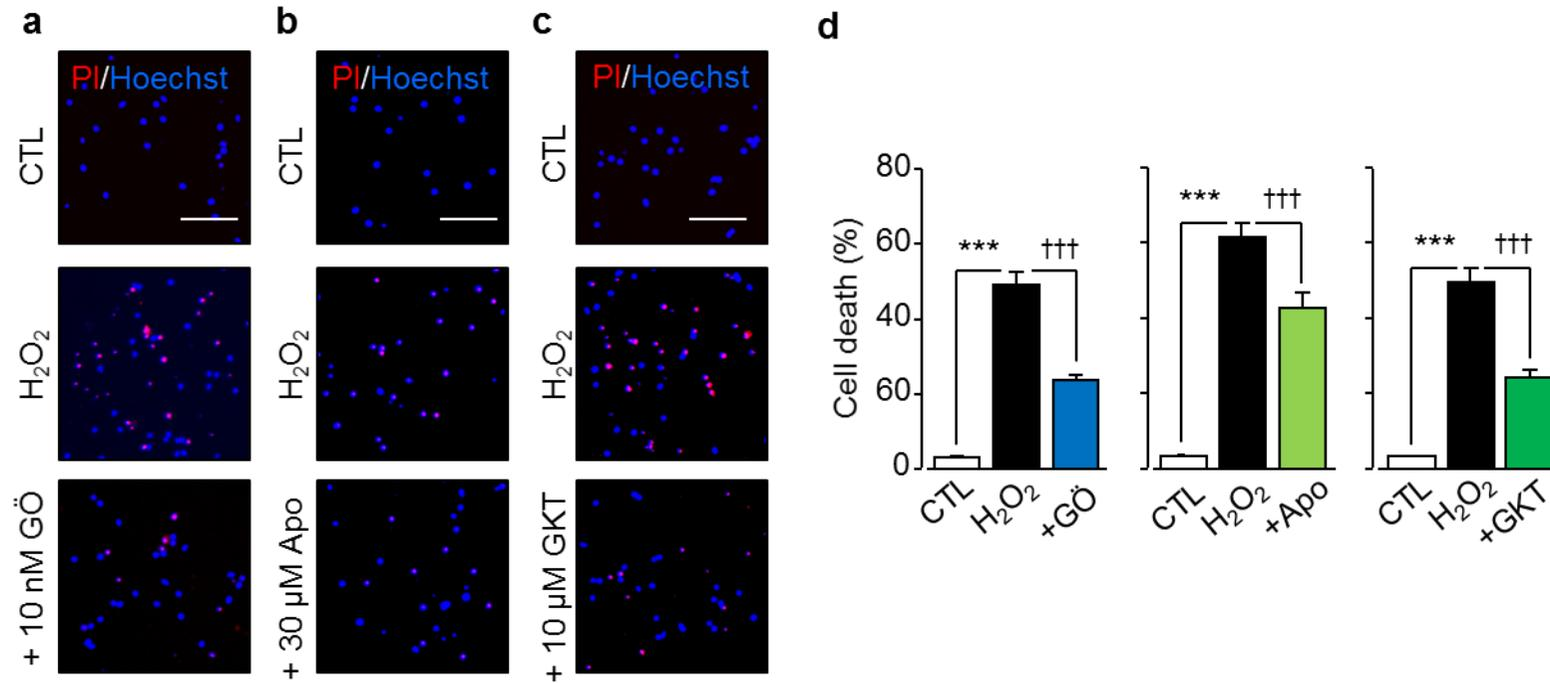 a
b
c
d
PI/Hoechst
PI/Hoechst
PI/Hoechst
CTL
CTL
CTL
H₂O₂
H₂O₂
H₂O₂
+ 10 nM GÖ
+ 30 µM Apo
+ 10 µM GKT
Cell death (%)
80
60
40
60
0
*** †††
*** †††
*** †††
CTL H₂O₂ +GÖ
CTL H₂O₂ +Apo
CTL H₂O₂ +GKT